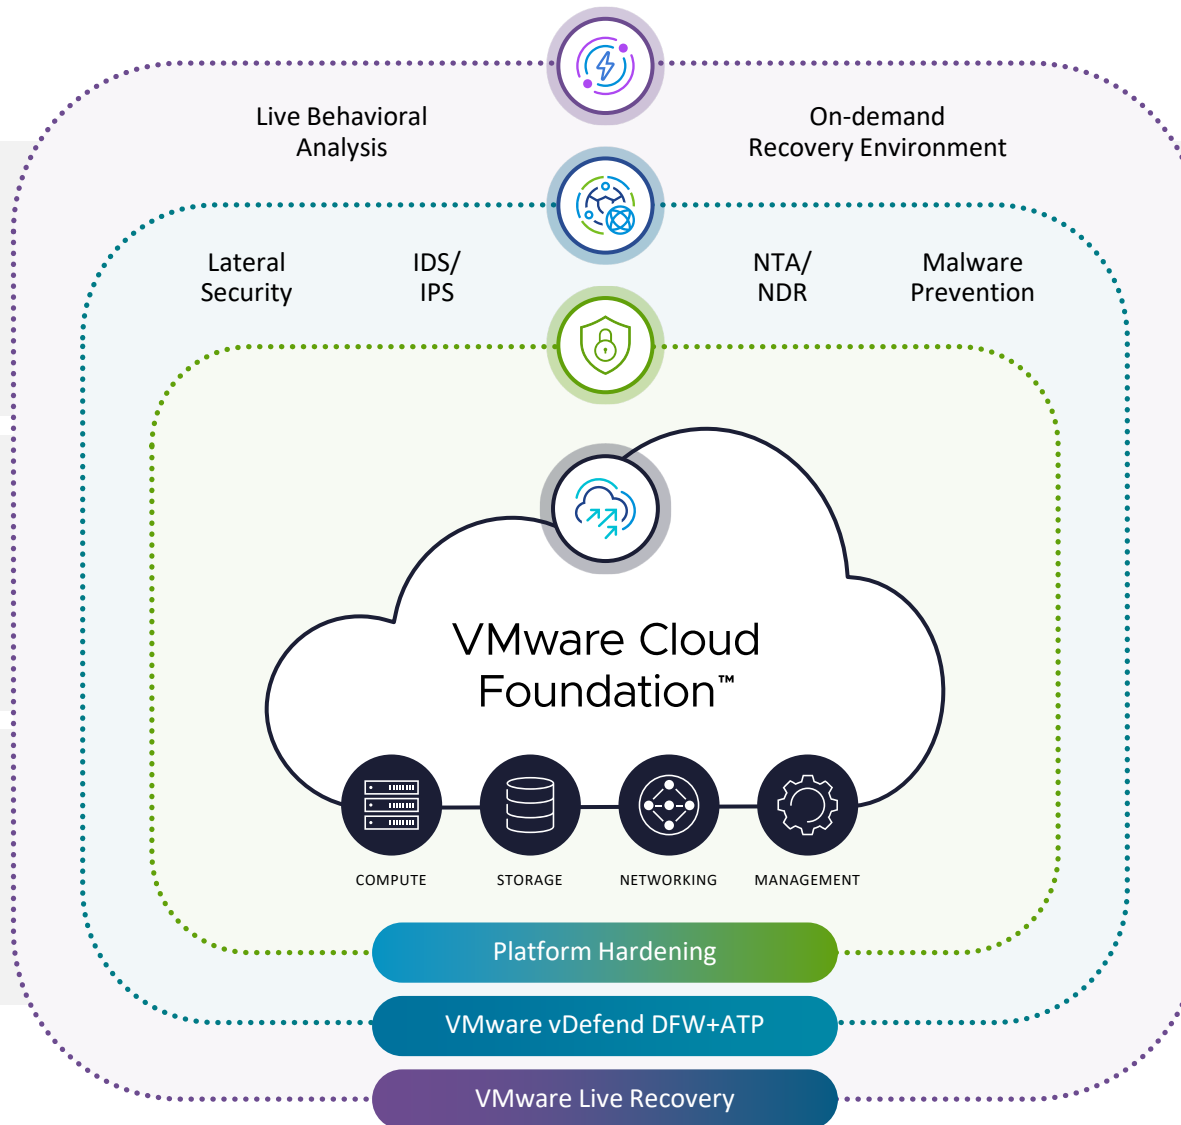 Live Behavioral
Analysis
On-demand
Recovery Environment
Lateral
Security
IDS/
IPS
NTA/
NDR
Malware
Prevention
VMware Cloud
Foundation™
COMPUTE
STORAGE
NETWORKING
MANAGEMENT
Platform Hardening
VMware vDefend DFW+ATP
VMware Live Recovery